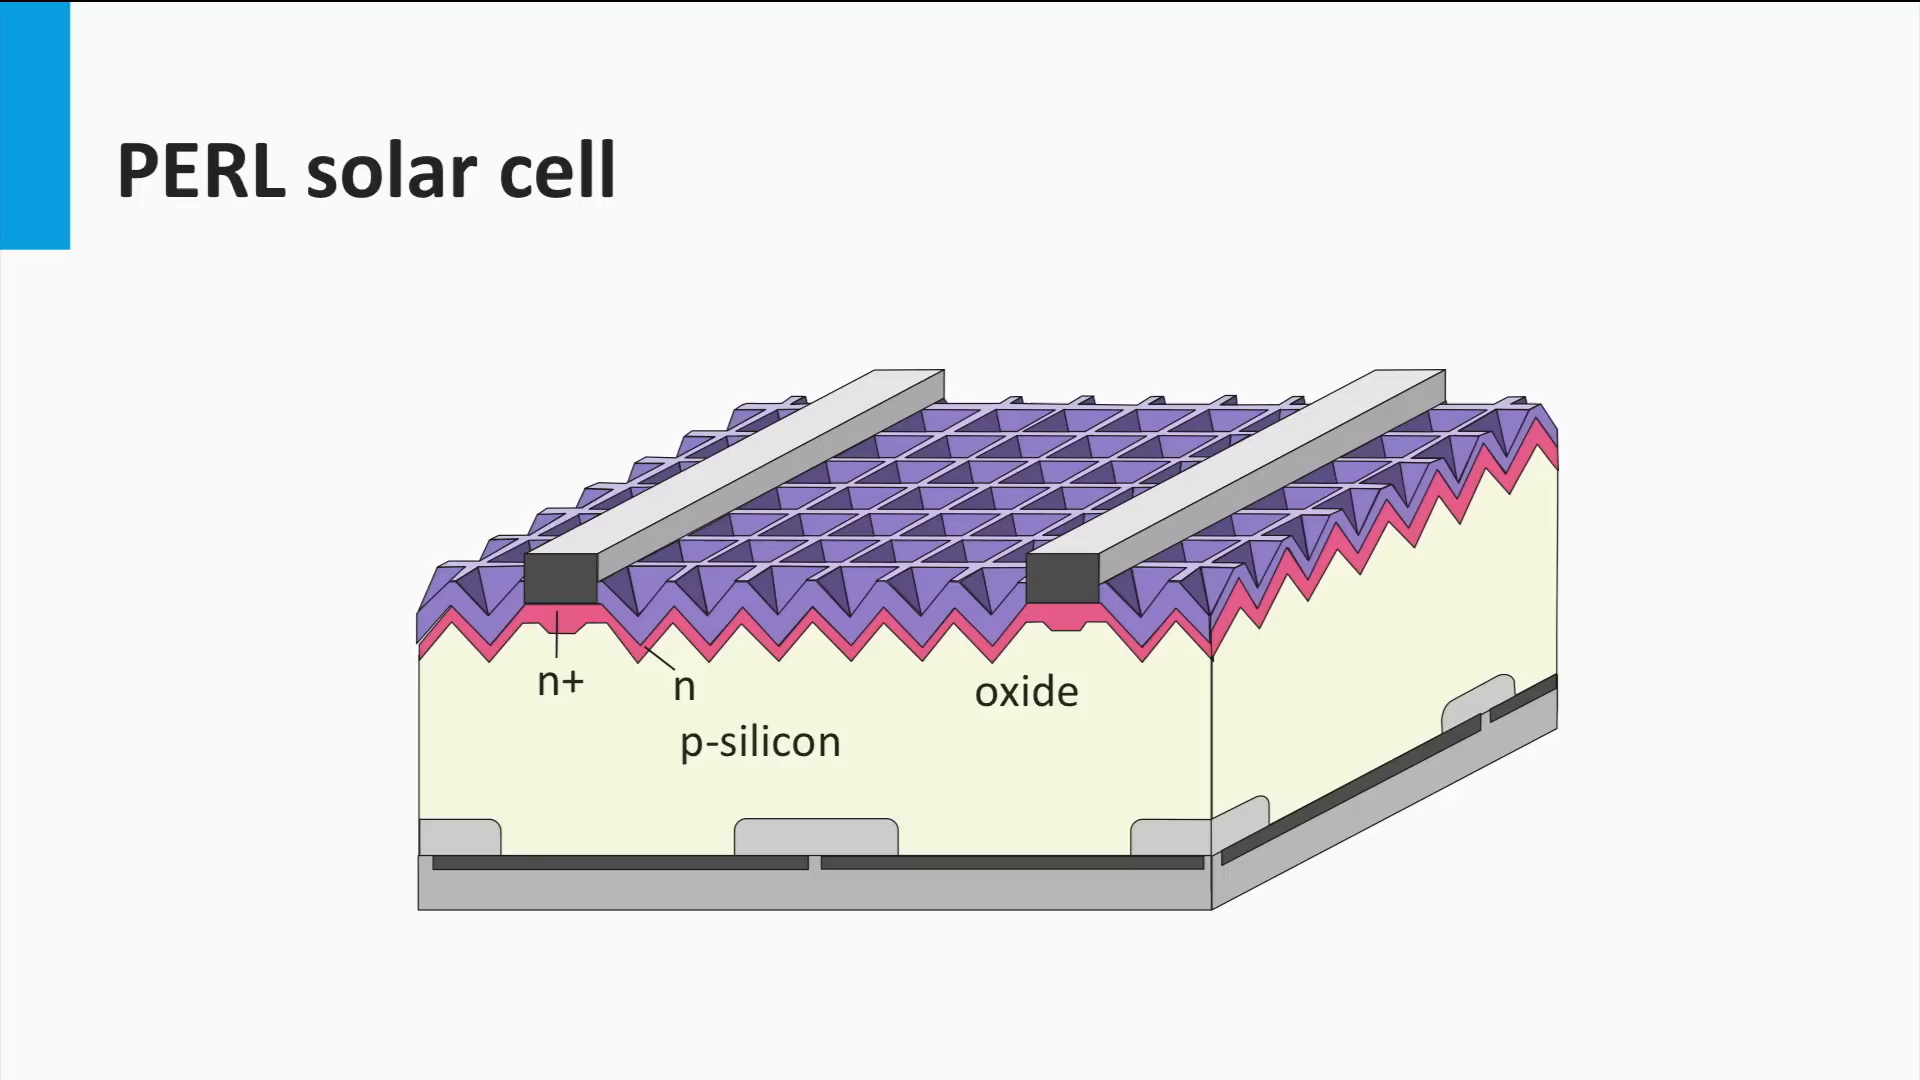 PERL solar cell
n+
n
oxide
p-silicon